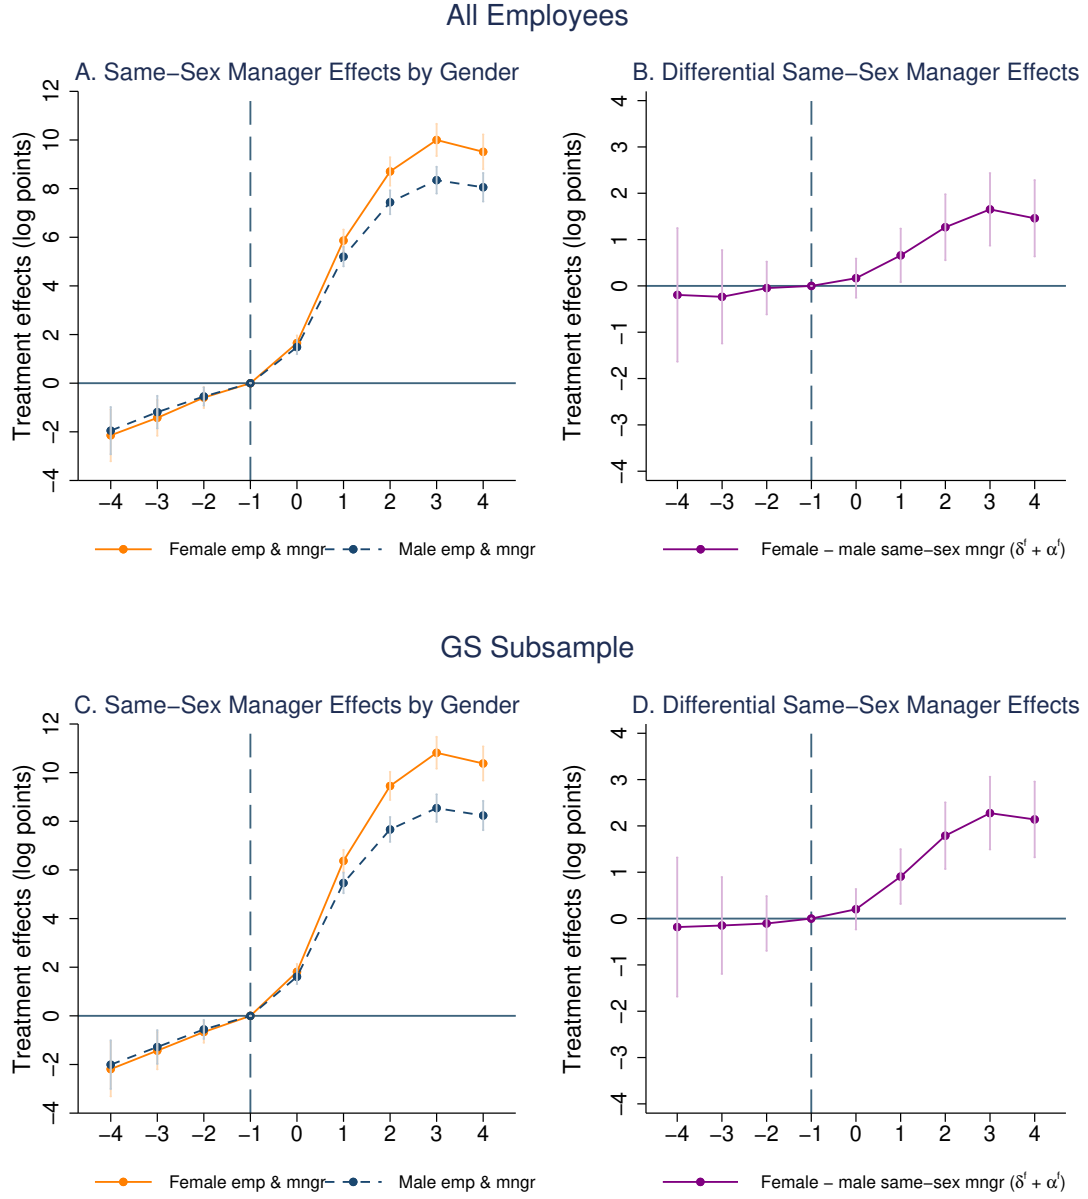 All Employees
A. Same−Sex Manager Effects by Gender
Treatment effects (log points)
12
10
8
6
4
2
0
−2
−4
−4 −3 −2 −1 0 1 2 3 4
Female emp & mngr Male emp & mngr
B. Differential Same−Sex Manager Effects
Treatment effects (log points)
4
3
2
1
0
−1
−2
−3
−4
−4 −3 −2 −1 0 1 2 3 4
Female − male same−sex mngr (δᶠ + αᶠ)
GS Subsample
C. Same−Sex Manager Effects by Gender
Treatment effects (log points)
12
10
8
6
4
2
0
−2
−4
−4 −3 −2 −1 0 1 2 3 4
Female emp & mngr Male emp & mngr
D. Differential Same−Sex Manager Effects
Treatment effects (log points)
4
3
2
1
0
−1
−2
−3
−4
−4 −3 −2 −1 0 1 2 3 4
Female − male same−sex mngr (δᶠ + αᶠ)